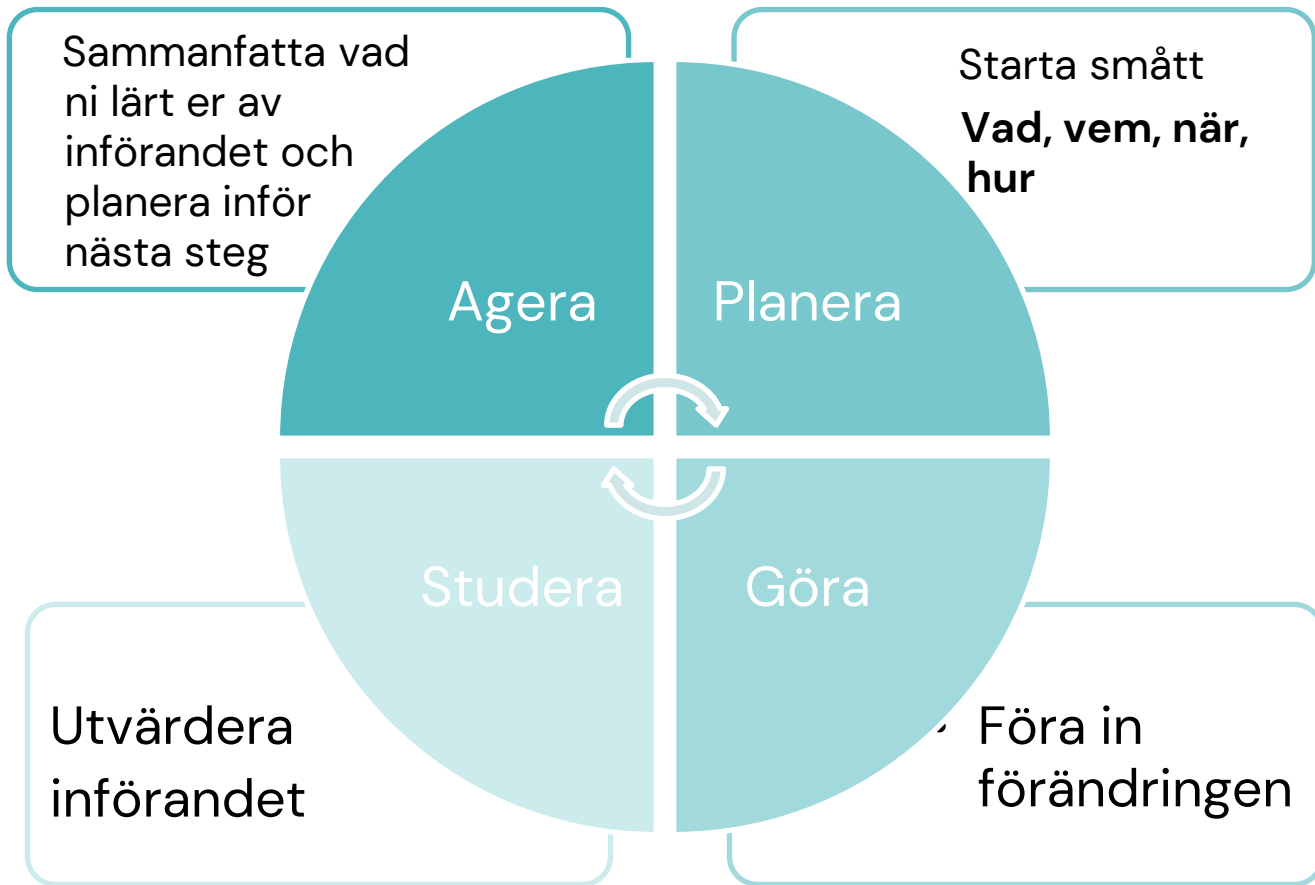 Sammanfatta vad
ni lärt er av
införandet och
planera inför
nästa steg
Starta smått
Vad, vem, när,
hur
Agera
Planera
Studera
Göra
Utvärdera
införandet
Föra in
förändringen